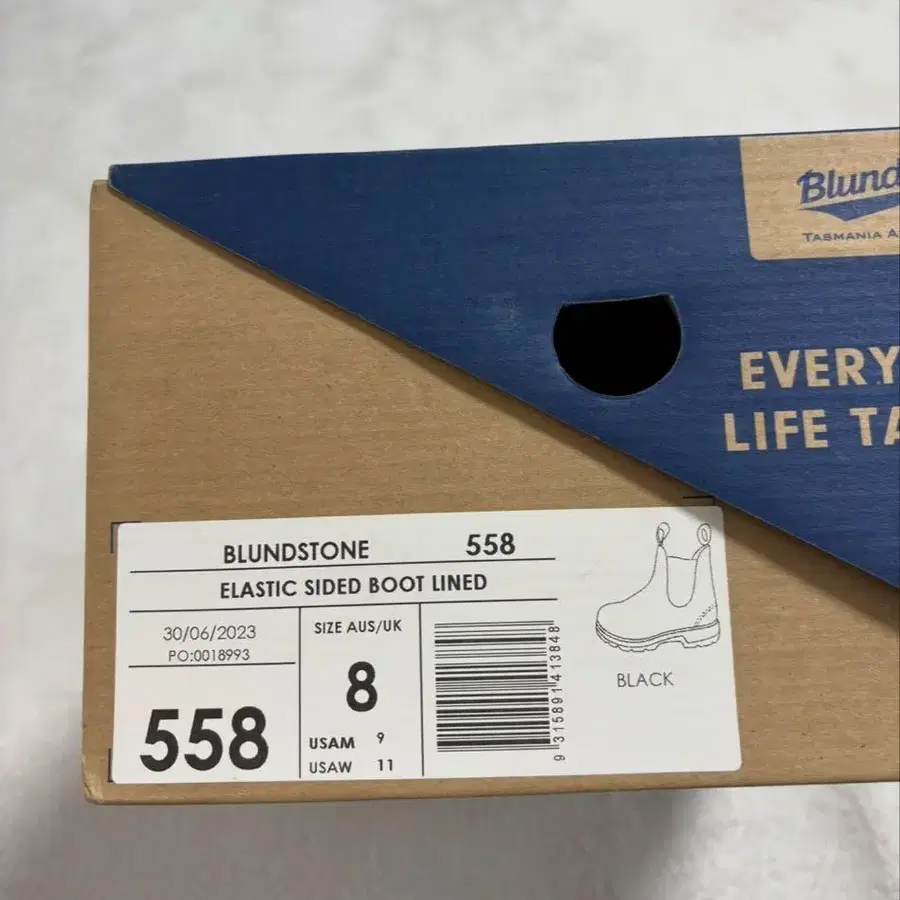 Blund
TASMANIA A
EVERY
LIFE TA
BLUNDSTONE 558
ELASTIC SIDED BOOT LINED
30/06/2023
PO:0018993
558
SIZE AUS/UK
8
USAM 9
USAW 11
9 315891 413848
BLACK